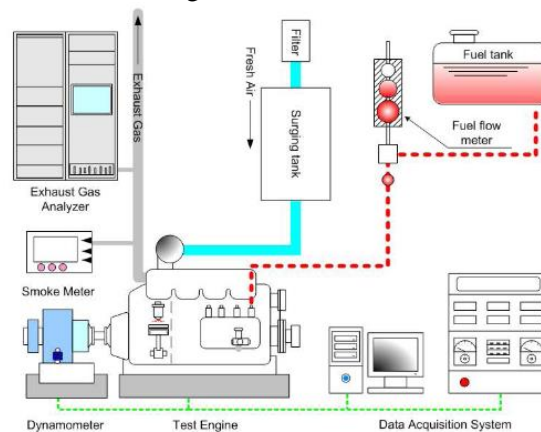 Filter
Fuel tank
Exhaust Gas
Fresh Air
Surging tank
Fuel flow
meter
Exhaust Gas
Analyzer
Smoke Meter
Dynamometer
Test Engine
Data Acquisition System